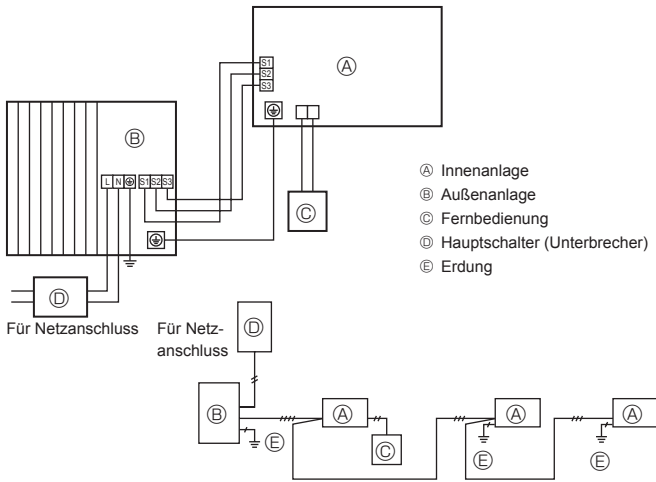 S1
S2
S3
Ⓐ
Ⓑ
L N S1 S2 S3
Ⓒ
Ⓓ
Für Netzanschluss
Ⓐ Innenanlage
Ⓑ Außenanlage
Ⓒ Fernbedienung
Ⓓ Hauptschalter (Unterbrecher)
Ⓔ Erdung
Für Netz-
anschluss
Ⓓ
Ⓑ
Ⓔ
Ⓐ
Ⓒ
Ⓐ
Ⓔ
Ⓐ
Ⓔ